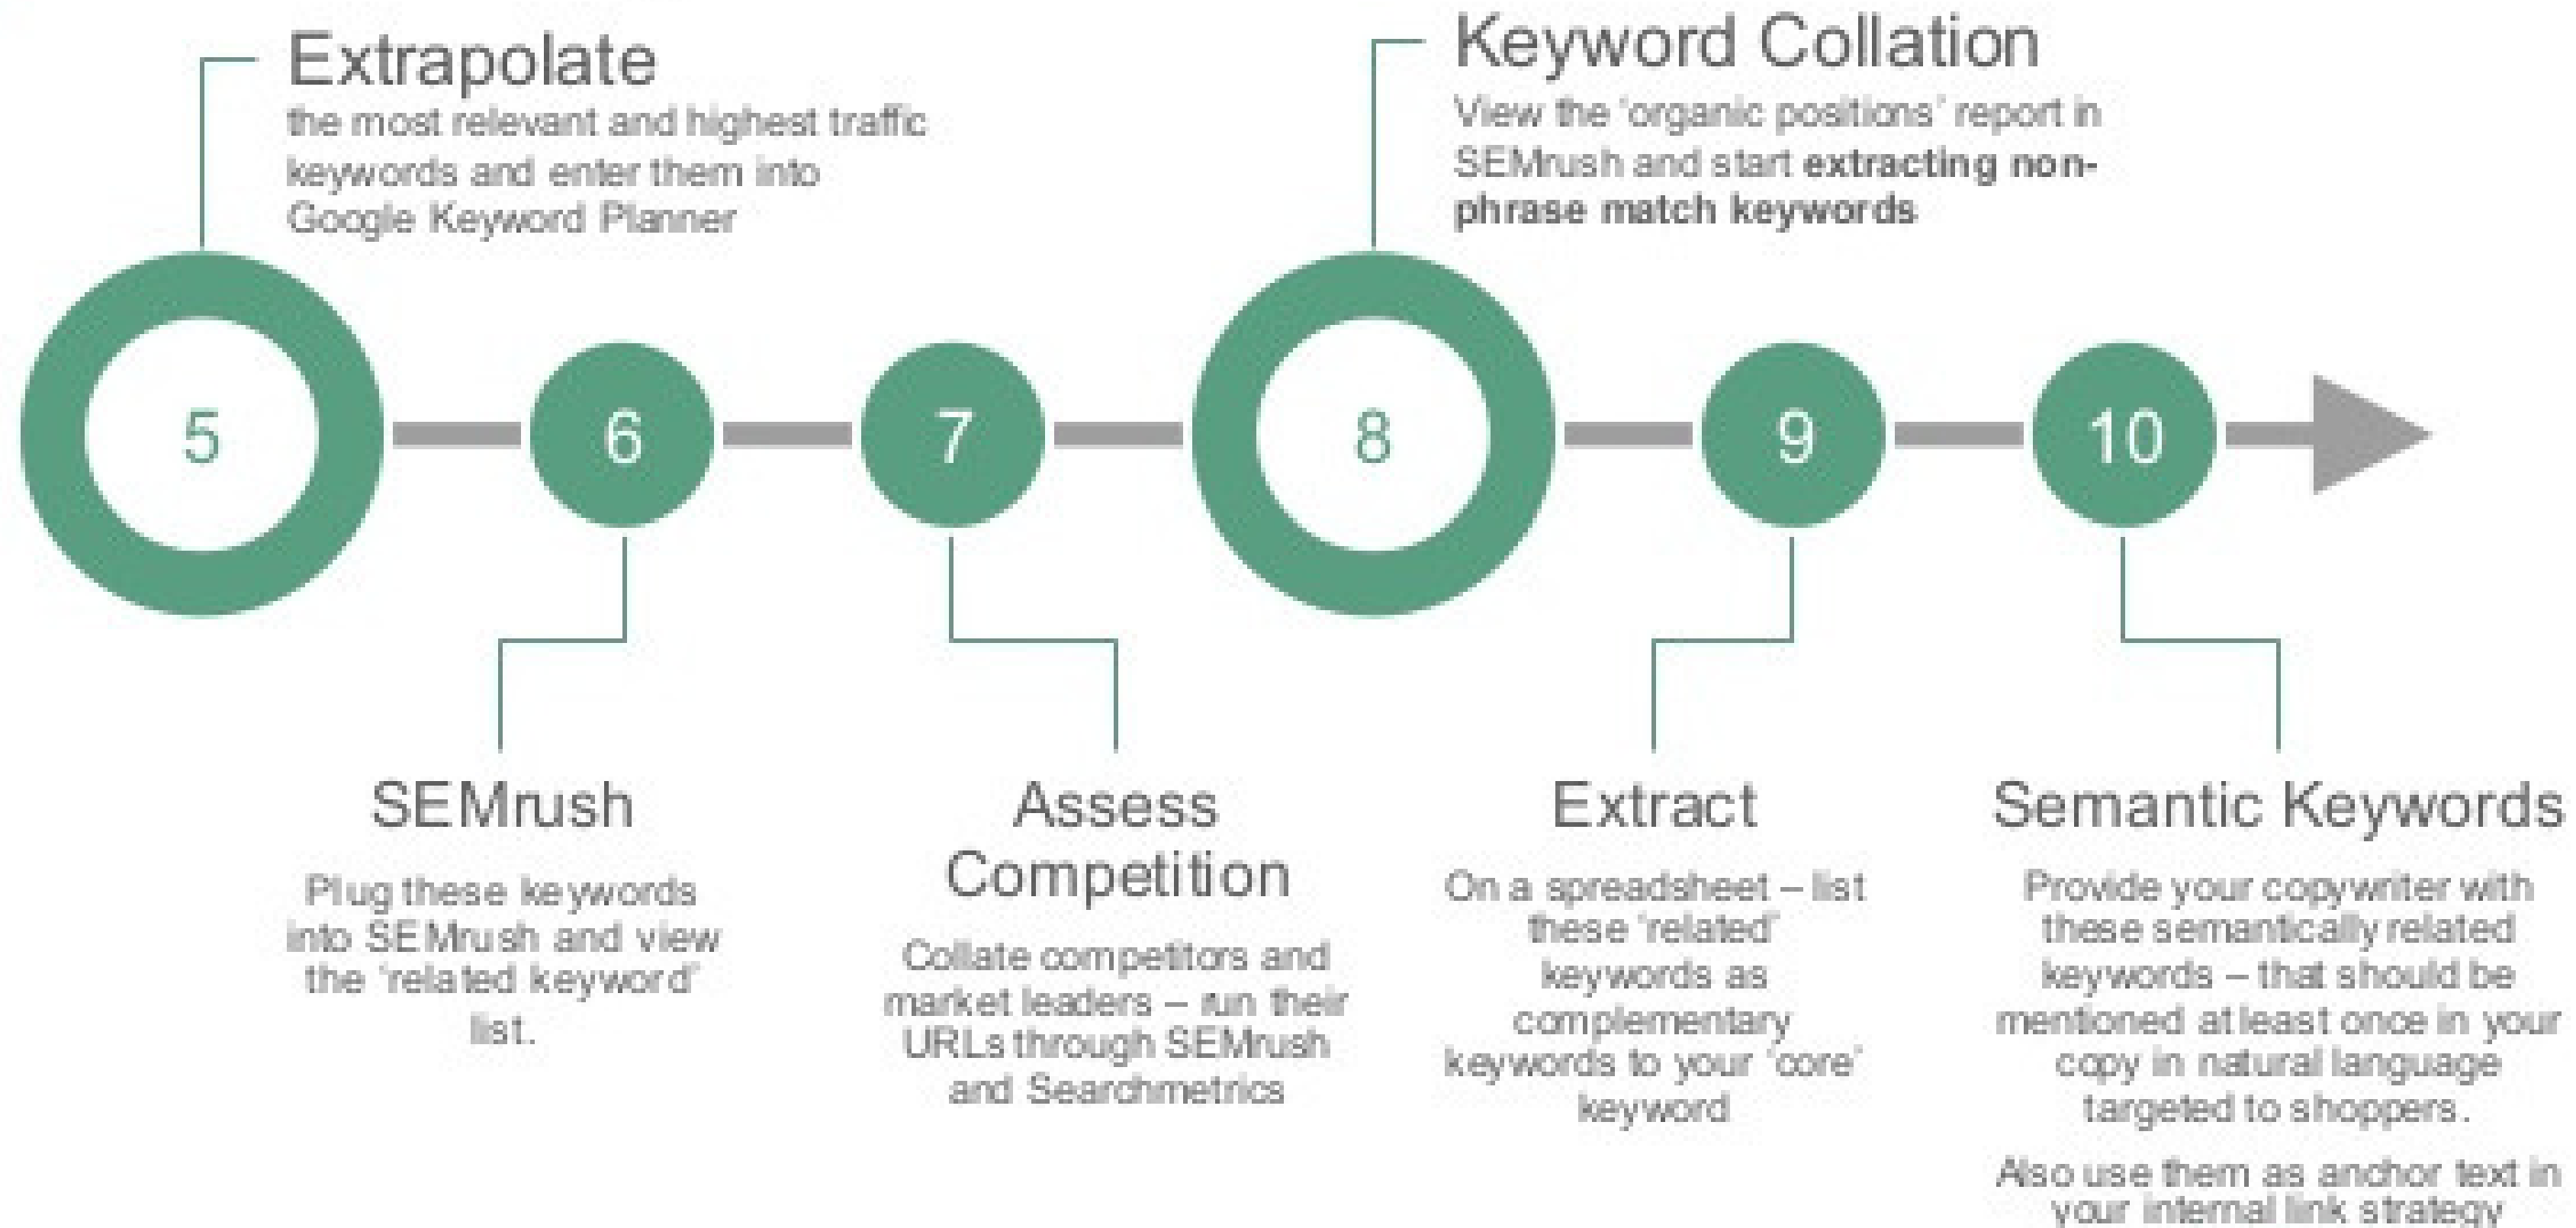 Extrapolate
the most relevant and highest traffic
keywords and enter them into
Google Keyword Planner
Keyword Collation
View the 'organic positions' report in
SEMrush and start extracting non-
phrase match keywords
5
6
7
8
9
10
SEMrush
Plug these keywords
into SEMrush and view
the 'related keyword'
list.
Assess
Competition
Collate competitors and
market leaders – run their
URLs through SEMrush
and Searchmetrics
Extract
On a spreadsheet – list
these 'related'
keywords as
complementary
keywords to your 'core'
keyword
Semantic Keywords
Provide your copywriter with
these semantically related
keywords – that should be
mentioned at least once in your
copy in natural language
targeted to shoppers.
Also use them as anchor text in
your internal link strategy